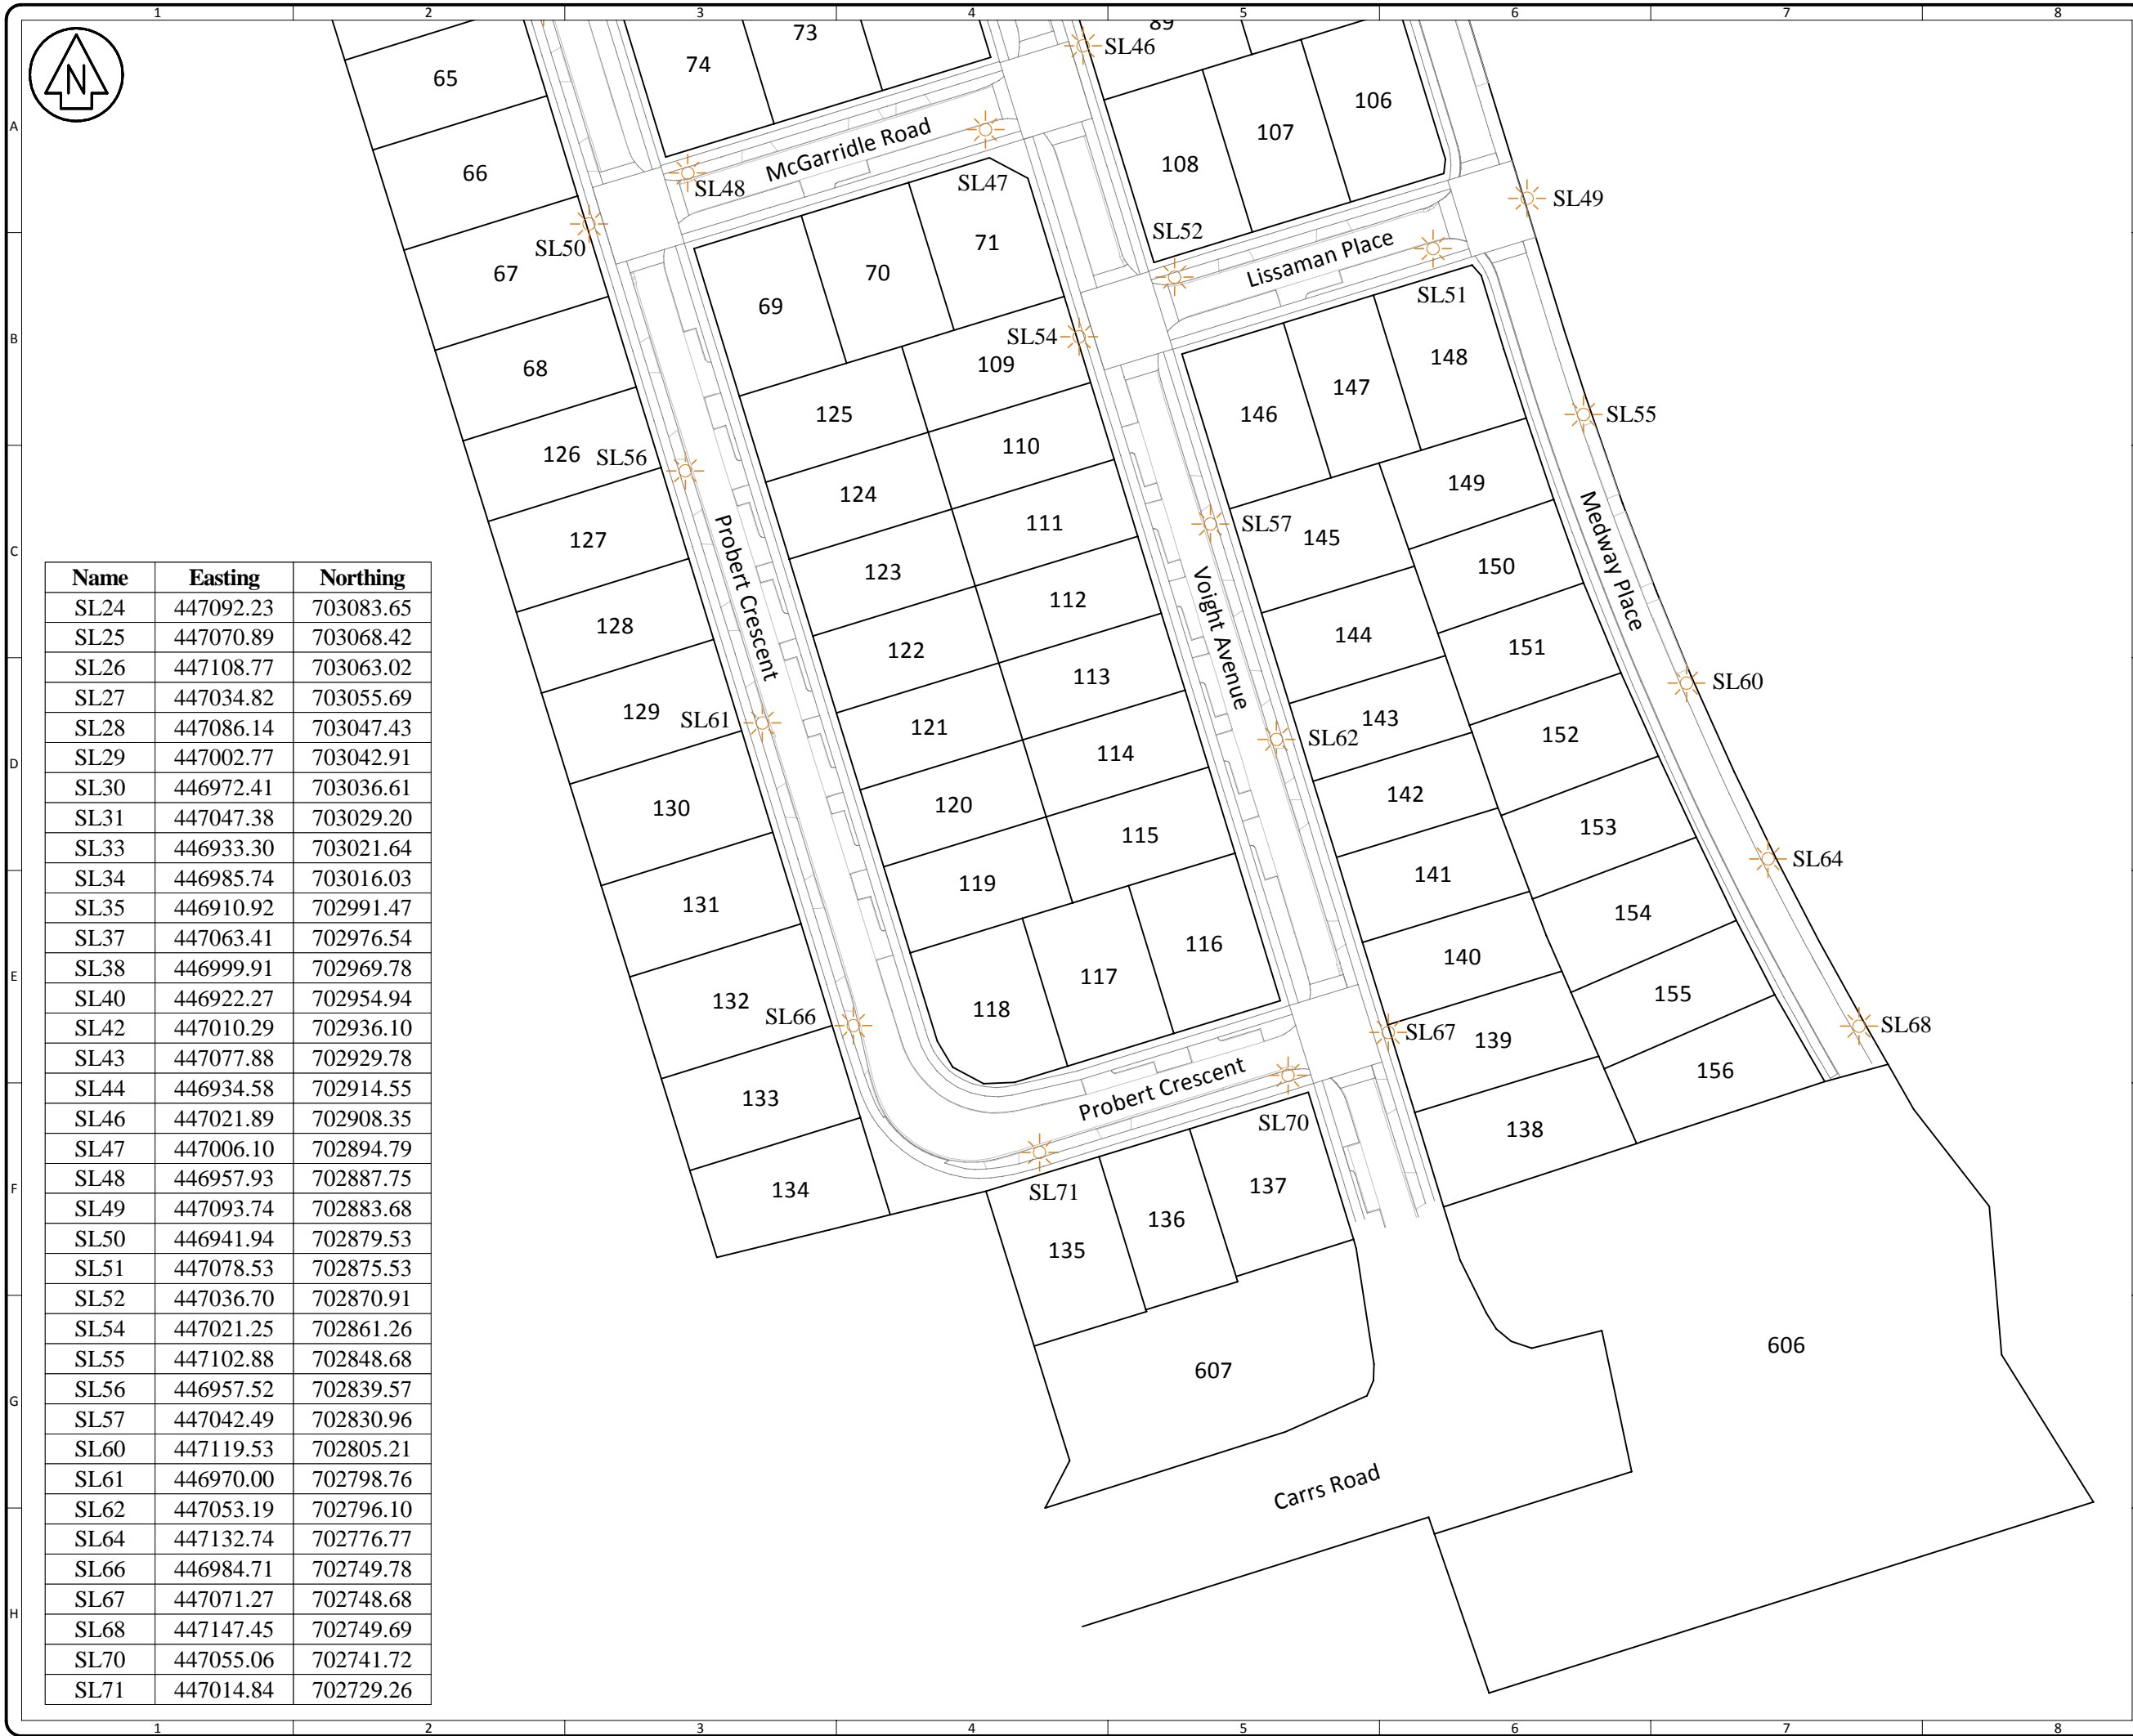 1 2 3 4 5 6 7 8
A
B
C
D
E
F
G
H
N
65
66
67
68
126 SL56
127
128
129 SL61
130
131
132 SL66
133
134
73
74
89
SL46
McGarridle Road
SL48
SL47
SL50
106
107
108
SL49
SL52
Lissaman Place
SL51
69
70
71
SL54
109
125
110
124
111
123
112
122
113
121
114
120
115
119
116
117
118
Probert Crescent
Voight Avenue
Medway Place
146
147
148
SL55
149
SL57
145
150
144
151
SL60
143
SL62
152
142
153
SL64
141
154
140
155
SL67
139
SL68
156
138
Probert Crescent
SL70
SL71
135
136
137
607
606
Carrs Road
Name Easting Northing
SL24 447092.23 703083.65
SL25 447070.89 703068.42
SL26 447108.77 703063.02
SL27 447034.82 703055.69
SL28 447086.14 703047.43
SL29 447002.77 703042.91
SL30 446972.41 703036.61
SL31 447047.38 703029.20
SL33 446933.30 703021.64
SL34 446985.74 703016.03
SL35 446910.92 702991.47
SL37 447063.41 702976.54
SL38 446999.91 702969.78
SL40 446922.27 702954.94
SL42 447010.29 702936.10
SL43 447077.88 702929.78
SL44 446934.58 702914.55
SL46 447021.89 702908.35
SL47 447006.10 702894.79
SL48 446957.93 702887.75
SL49 447093.74 702883.68
SL50 446941.94 702879.53
SL51 447078.53 702875.53
SL52 447036.70 702870.91
SL54 447021.25 702861.26
SL55 447102.88 702848.68
SL56 446957.52 702839.57
SL57 447042.49 702830.96
SL60 447119.53 702805.21
SL61 446970.00 702798.76
SL62 447053.19 702796.10
SL64 447132.74 702776.77
SL66 446984.71 702749.78
SL67 447071.27 702748.68
SL68 447147.45 702749.69
SL70 447055.06 702741.72
SL71 447014.84 702729.26
1 2 3 4 5 6 7 8